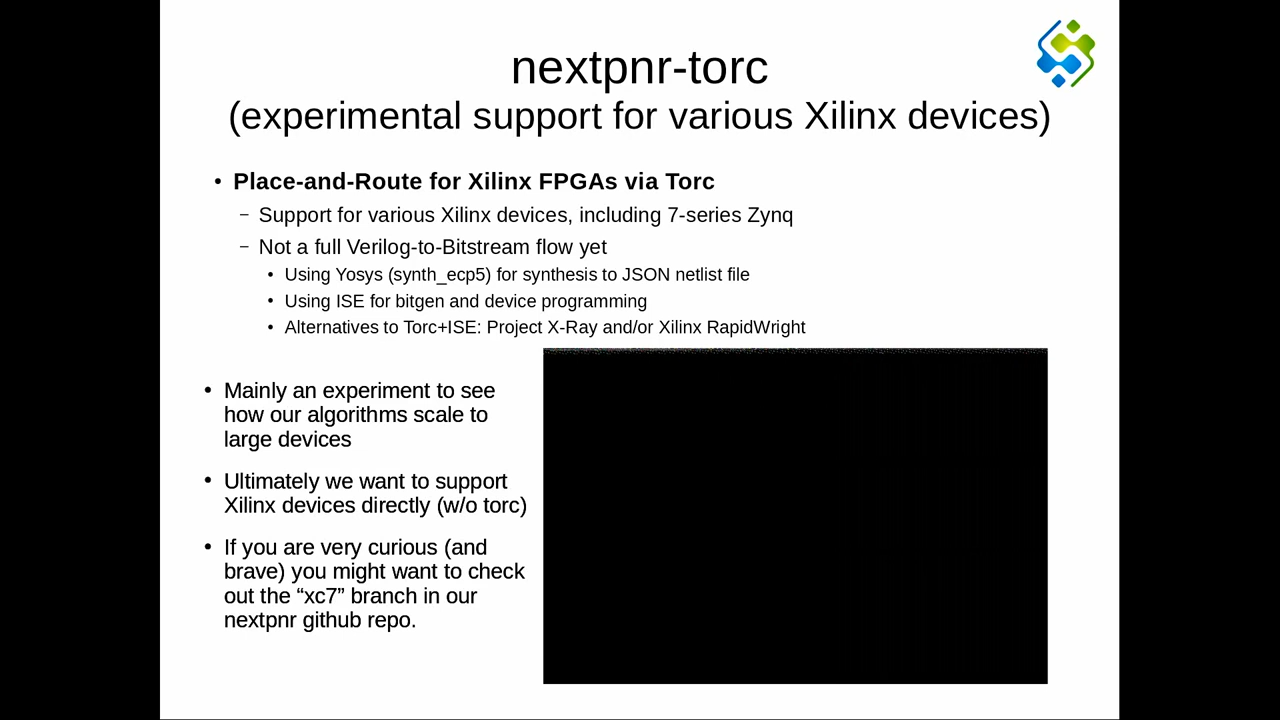 nextpnr-torc
(experimental support for various Xilinx devices)
• Place-and-Route for Xilinx FPGAs via Torc
– Support for various Xilinx devices, including 7-series Zynq
– Not a full Verilog-to-Bitstream flow yet
• Using Yosys (synth_ecp5) for synthesis to JSON netlist file
• Using ISE for bitgen and device programming
• Alternatives to Torc+ISE: Project X-Ray and/or Xilinx RapidWright
• Mainly an experiment to see
how our algorithms scale to
large devices
• Ultimately we want to support
Xilinx devices directly (w/o torc)
• If you are very curious (and
brave) you might want to check
out the “xc7” branch in our
nextpnr github repo.